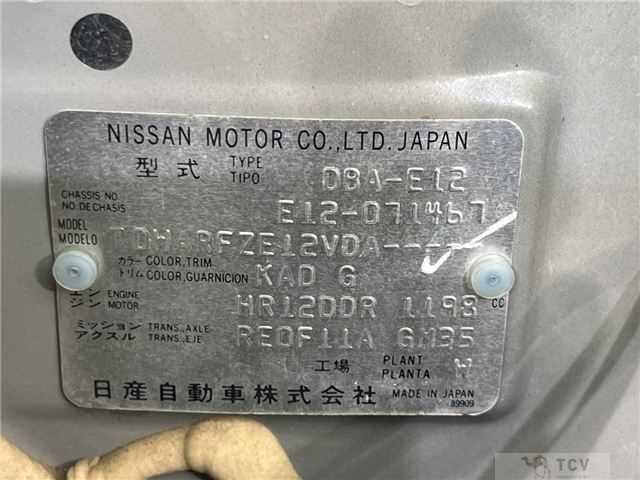 NISSAN MOTOR CO.,LTD. JAPAN
型式 TYPE TIPO DBA-E12
CHASSIS NO NO.DE CHASIS E12-071467
MODEL MODELO
カラー COLOR, TRIM
トリム COLOR, GUARNICION KAD G
エンジン ENGINE MOTOR HR12DDR 1198 CC
ミッション TRANS., AXLE
アクスル TRANS., EJE RE0F11A GM35
工場 PLANT PLANTA
日産自動車株式会社 MADE IN JAPAN
89909
TCV